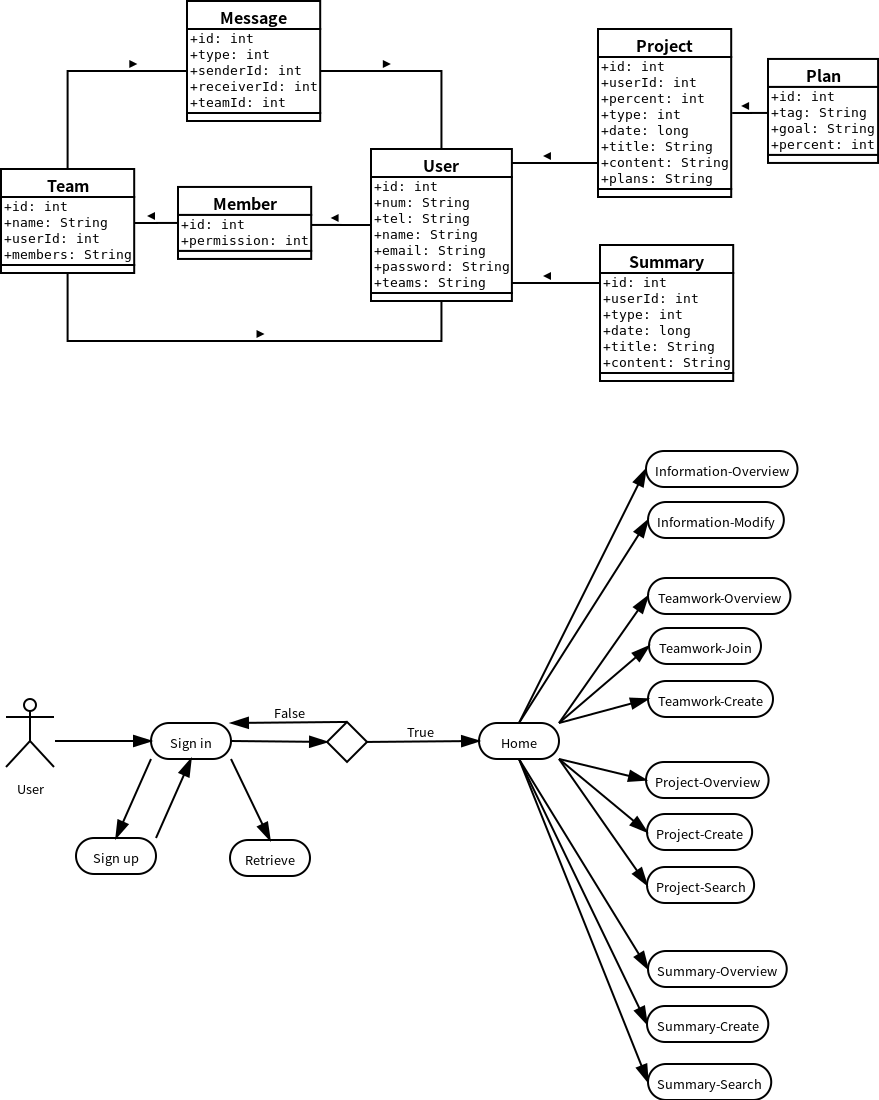 Message
+id: int
+type: int
+senderId: int
+receiverId: int
+teamId: int
Project
+id: int
+userId: int
+percent: int
+type: int
+date: long
+title: String
+content: String
+plans: String
Plan
+id: int
+tag: String
+goal: String
+percent: int
Team
+id: int
+name: String
+userId: int
+members: String
Member
+id: int
+permission: int
User
+id: int
+num: String
+tel: String
+name: String
+email: String
+password: String
+teams: String
Summary
+id: int
+userId: int
+type: int
+date: long
+title: String
+content: String
User
Sign in
Sign up
Retrieve
False
True
Home
Information-Overview
Information-Modify
Teamwork-Overview
Teamwork-Join
Teamwork-Create
Project-Overview
Project-Create
Project-Search
Summary-Overview
Summary-Create
Summary-Search